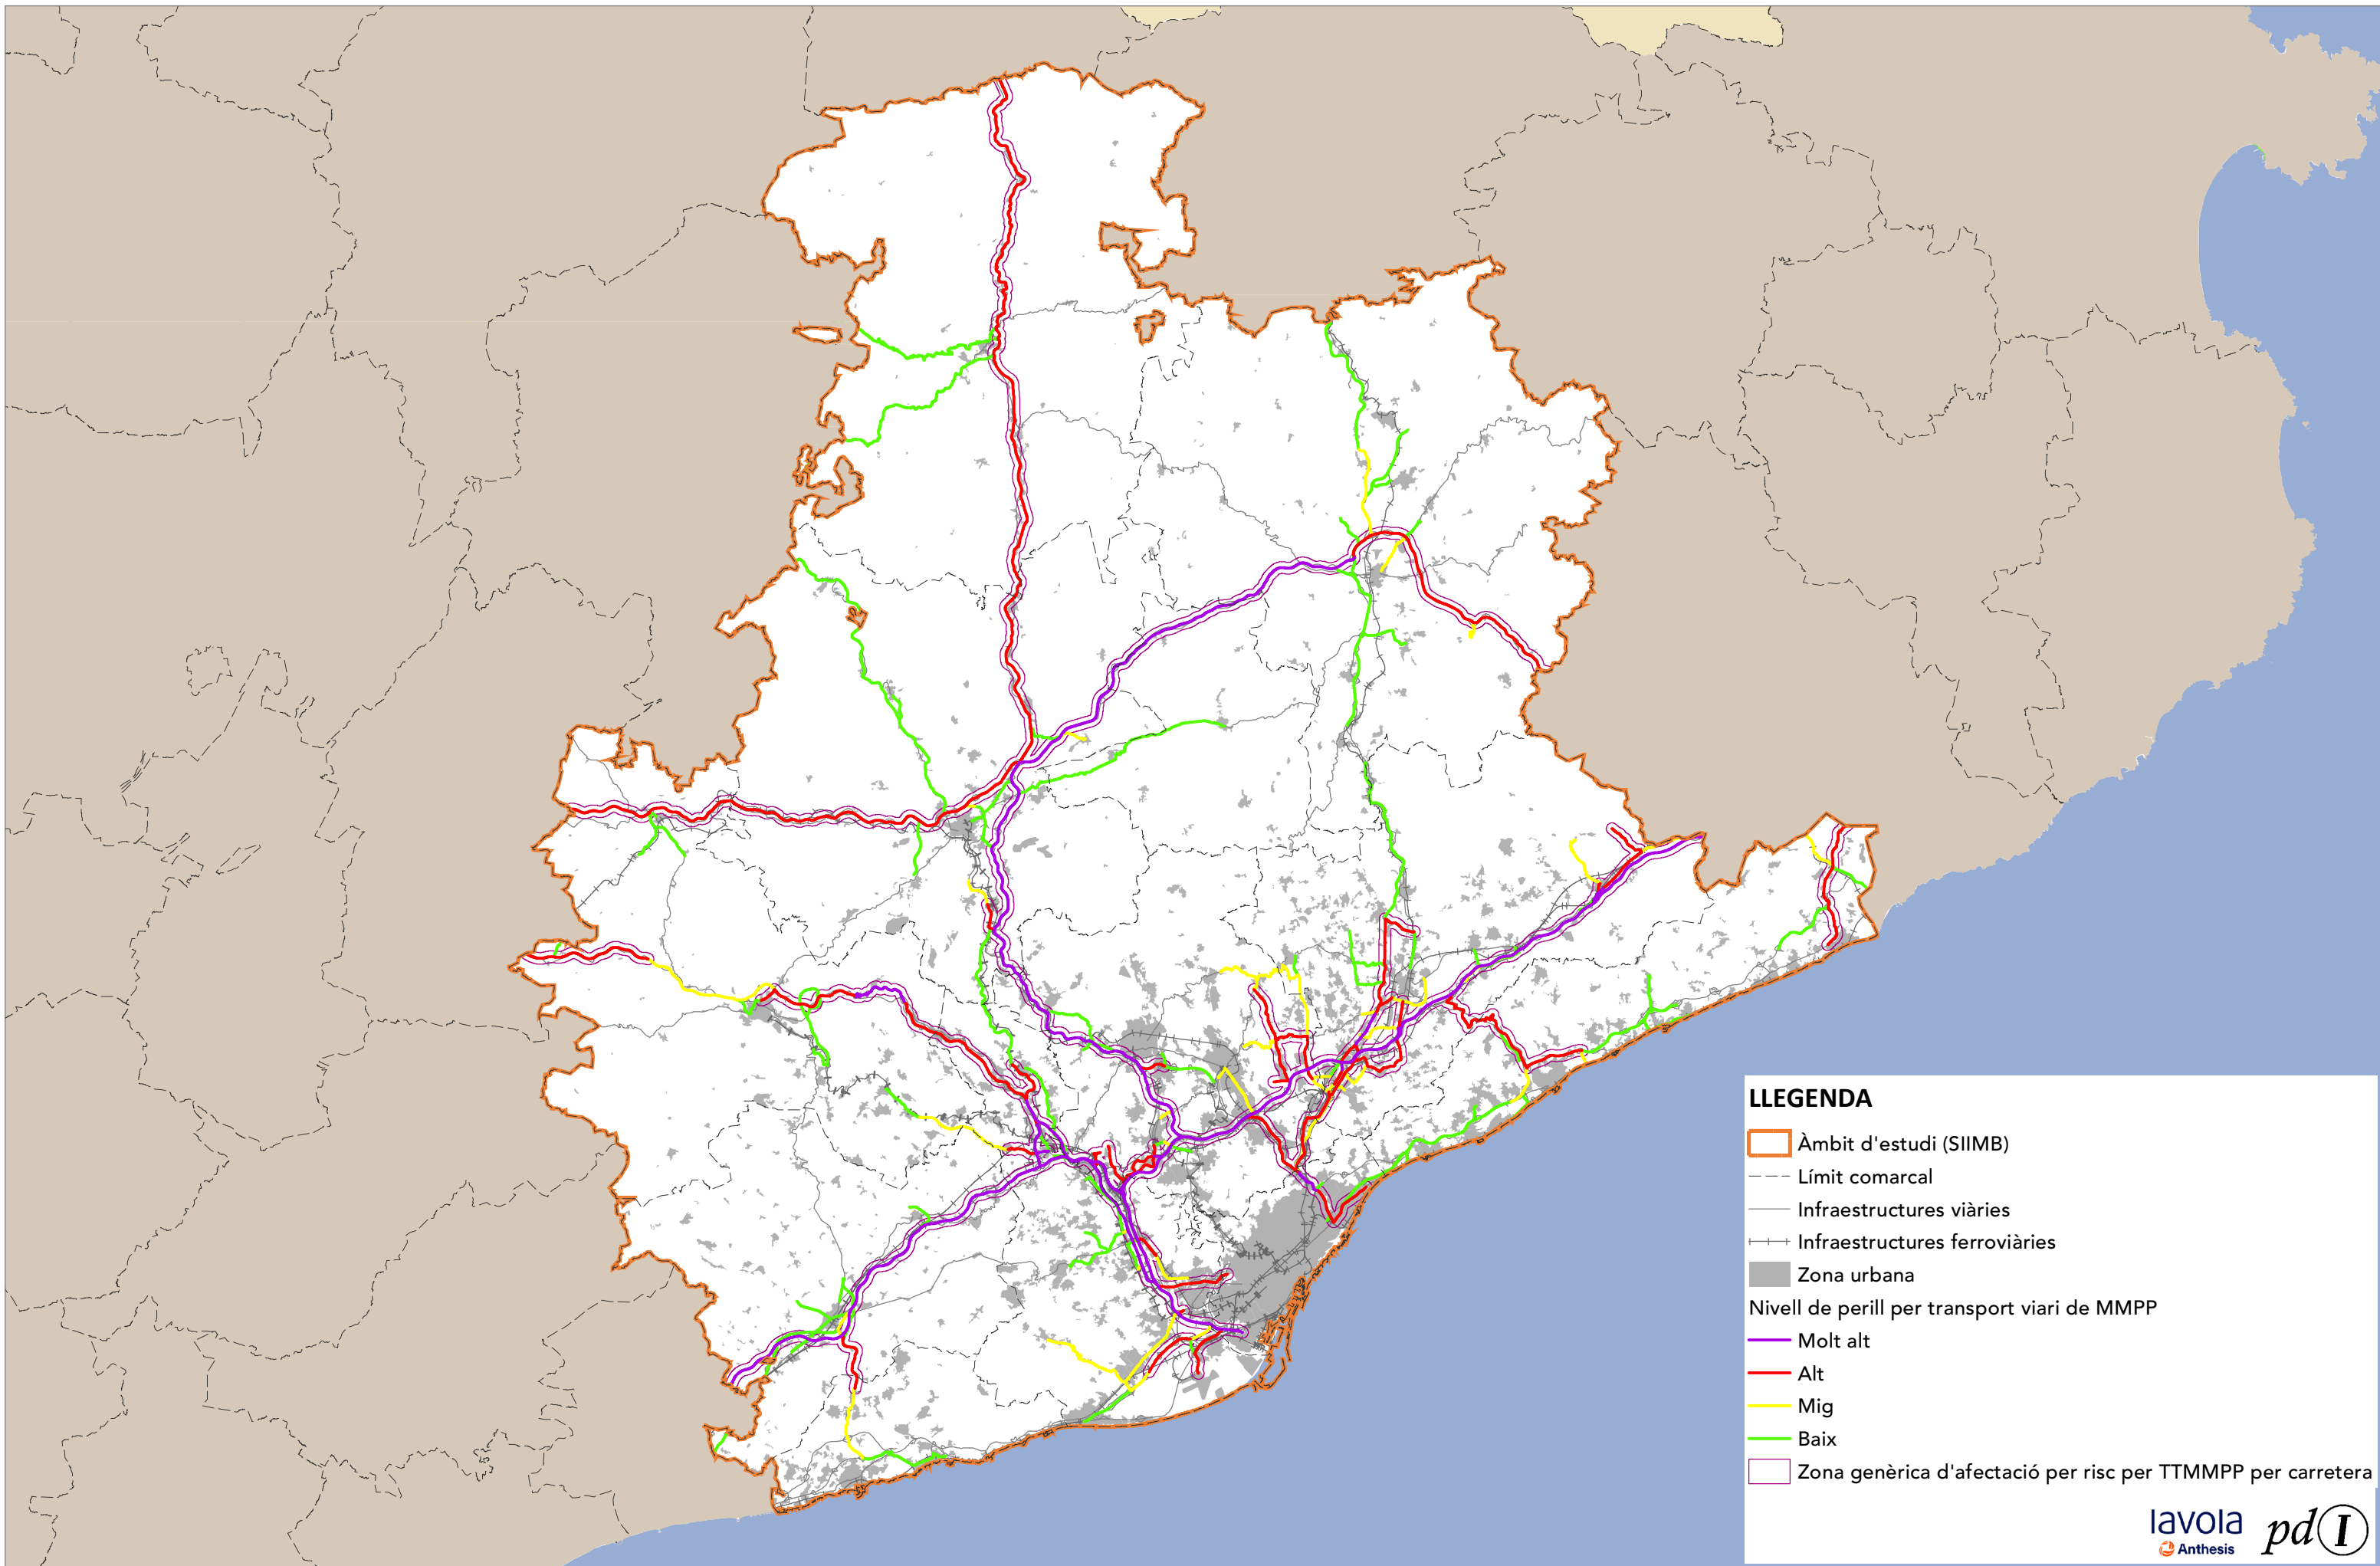 LLEGENDA
Àmbit d'estudi (SIIMB)
Límit comarcal
Infraestructures viàries
Infraestructures ferroviàries
Zona urbana
Nivell de perill per transport viari de MMPP
Molt alt
Alt
Mig
Baix
Zona genèrica d'afectació per risc per TTMMPP per carretera
lavola
Anthesis
pdI